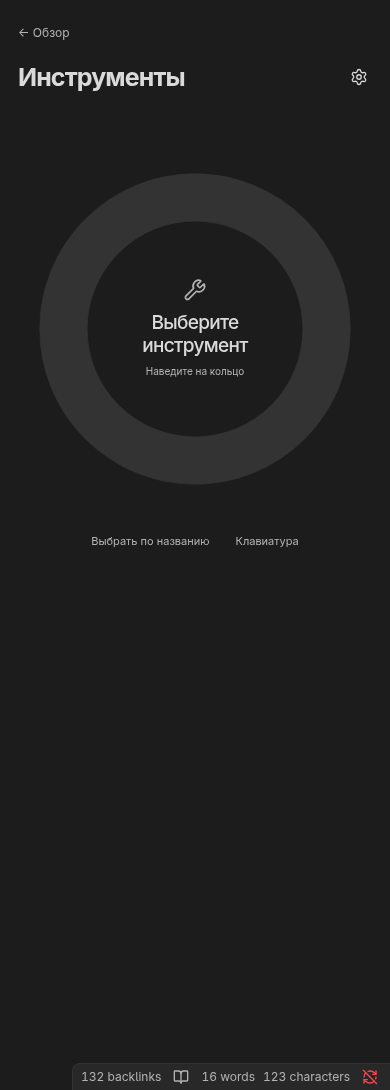 ← Обзор
Инструменты
Выберите
инструмент
Наведите на кольцо
Выбрать по названию Клавиатура
132 backlinks 16 words 123 characters